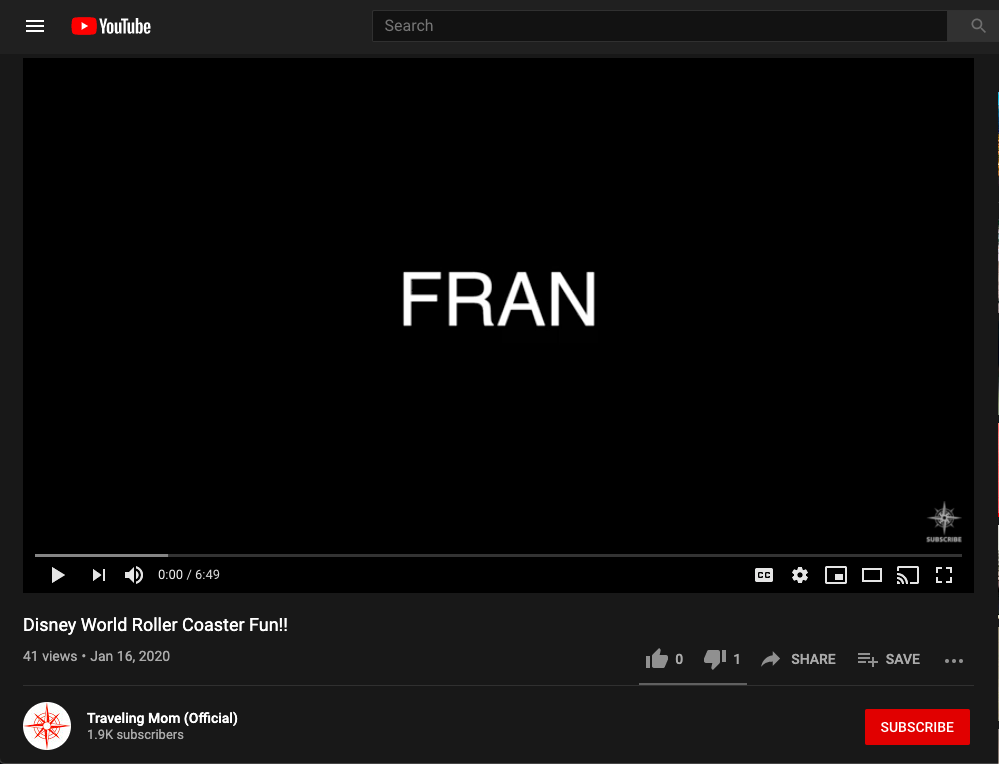 YouTube
Search
FRAN
SUBSCRIBE
0:00 / 6:49
CC
Disney World Roller Coaster Fun!!
41 views • Jan 16, 2020
0
1
SHARE
SAVE
Traveling Mom (Official)
1.9K subscribers
SUBSCRIBE